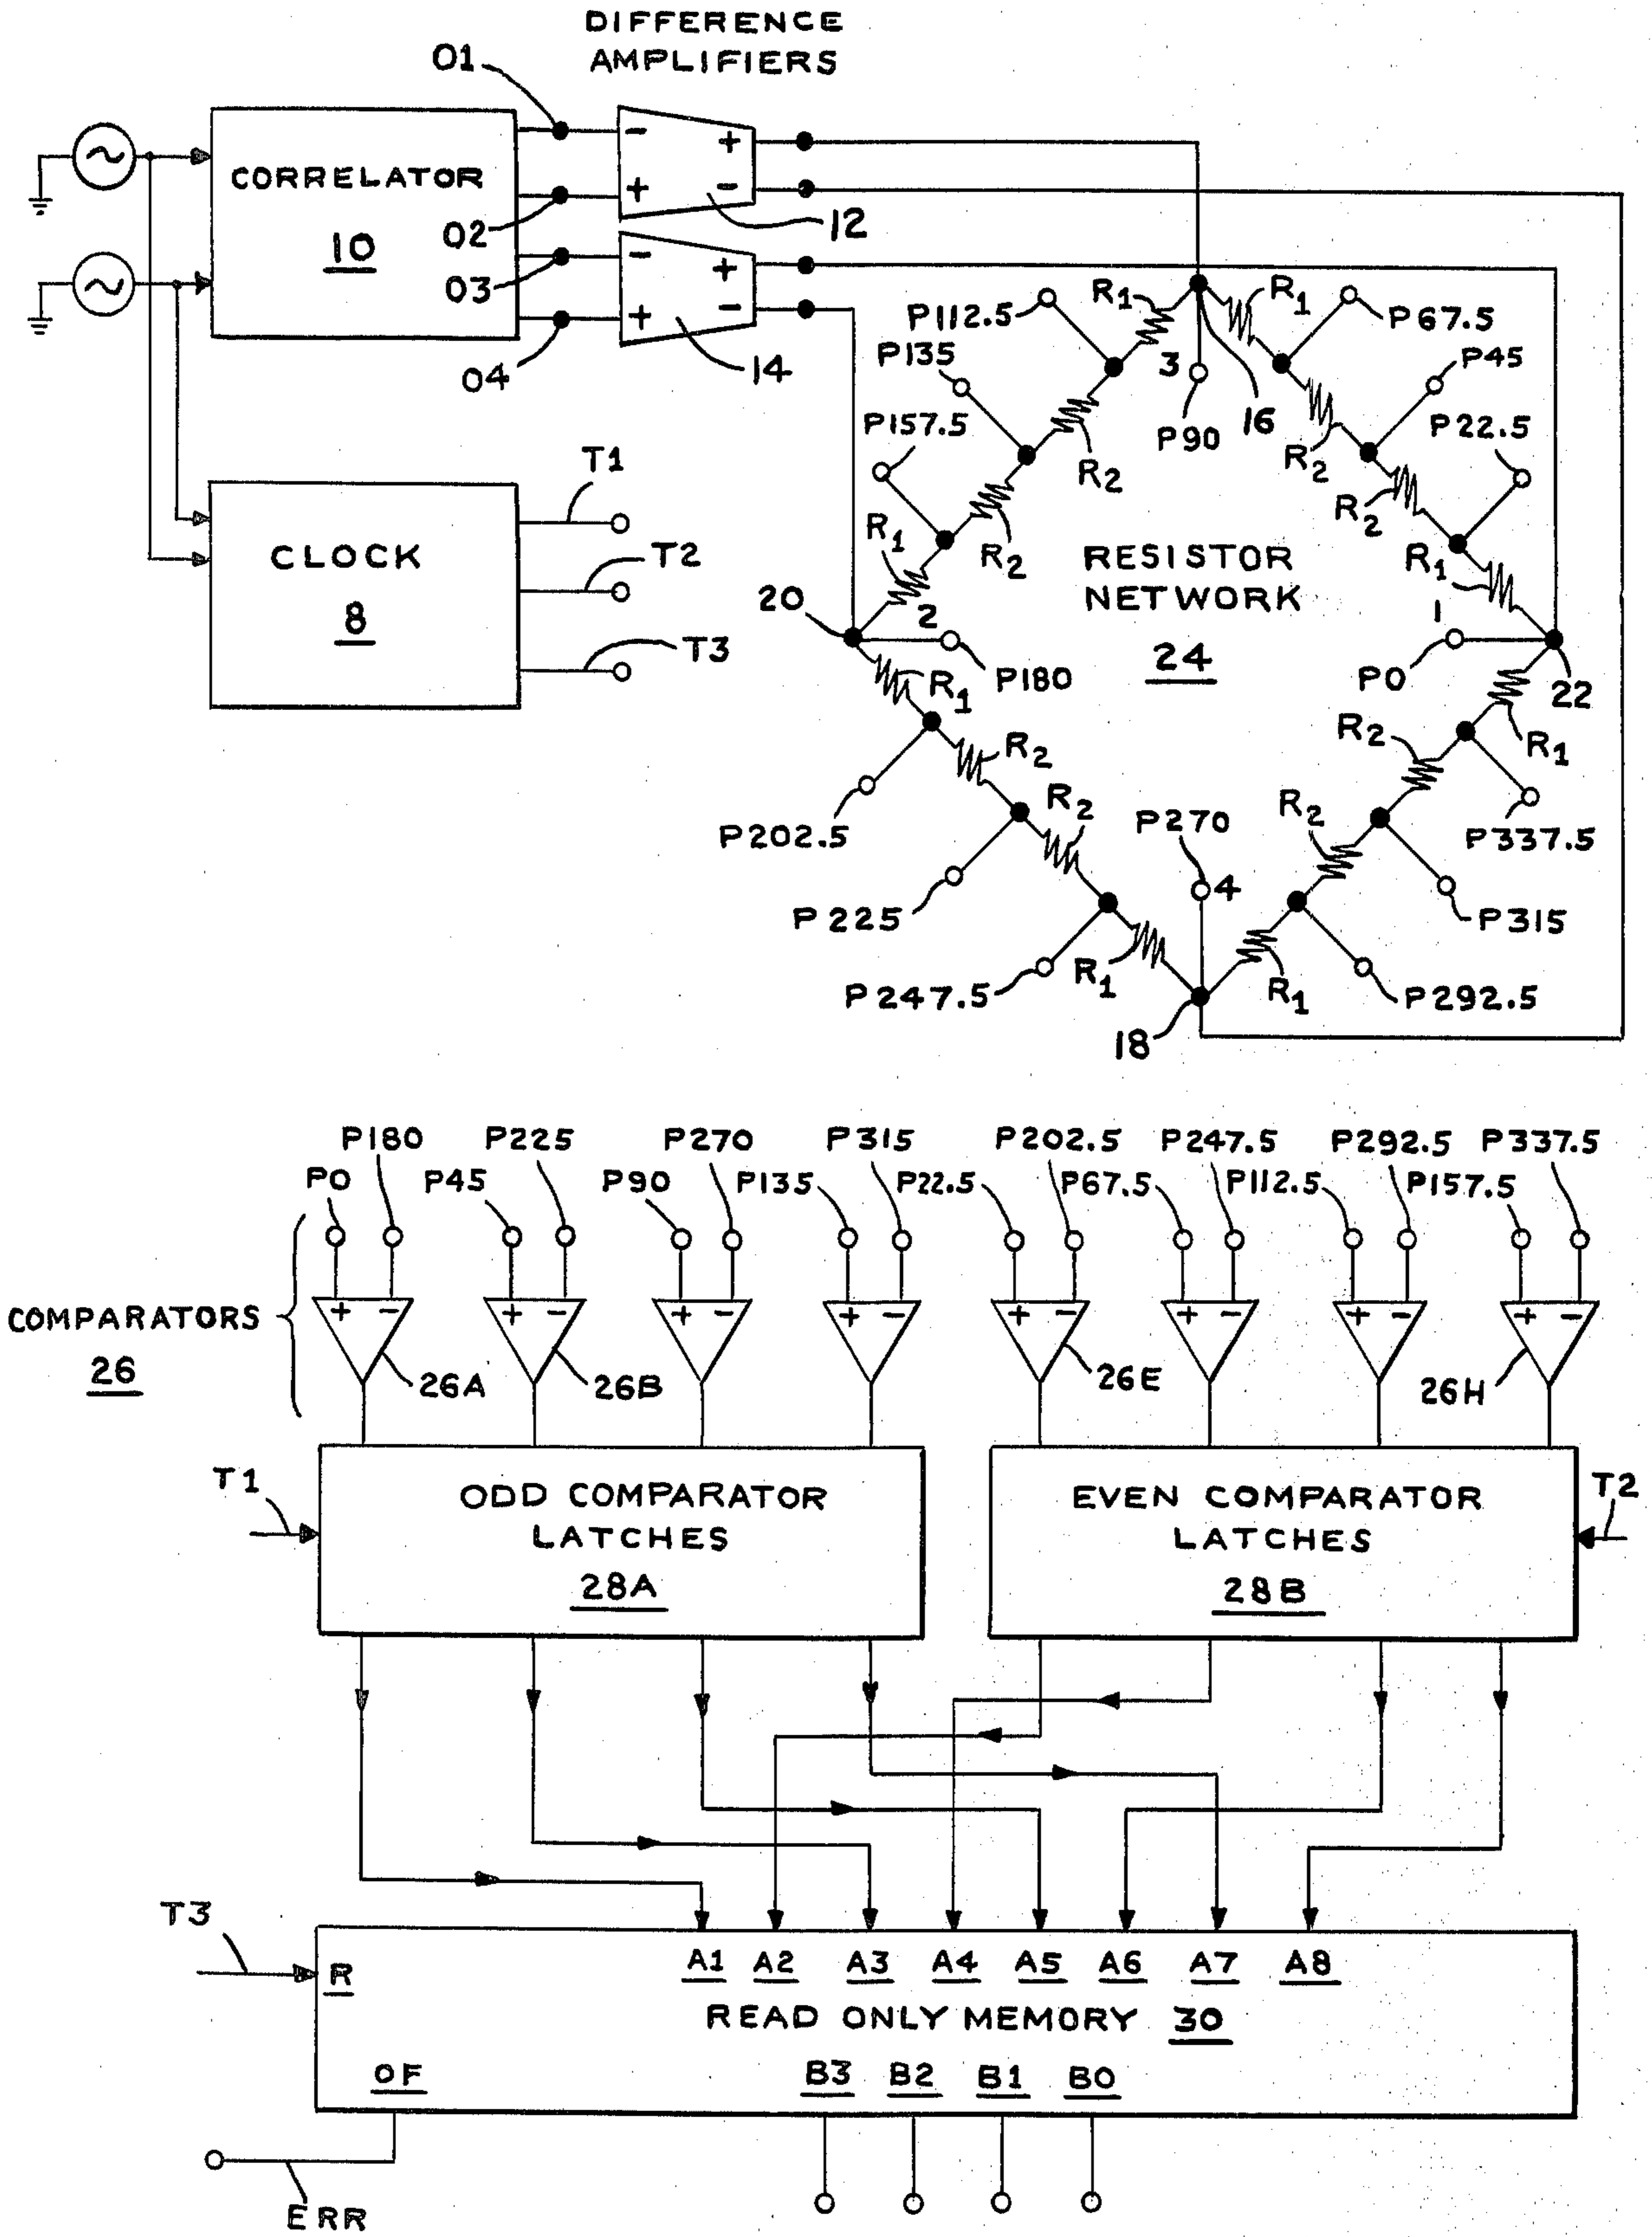 DIFFERENCE
AMPLIFIERS
01
CORRELATOR
10
02
03
04
- + + -
12
- + + -
14
CLOCK
8
T1
T2
T3
RESISTOR
NETWORK
24
R1
R1
P112.5
P67.5
P135
3
P45
P90
16
P157.5
R2
R2
P22.5
R1
R2
R2
R1
20
2
1
P180
P0
22
R1
R2
R1
R2
R2
R2
P202.5
P270
P337.5
4
P225
P315
R1
R1
P247.5
P292.5
18
P180 P225 P270 P315 P202.5 P247.5 P292.5 P337.5
P0 P45 P90 P135 P22.5 P67.5 P112.5 P157.5
COMPARATORS
26
+ - + - + - + - + - + - + - + -
26A 26B 26E 26H
T1
ODD COMPARATOR
LATCHES
28A
EVEN COMPARATOR
LATCHES
28B
T2
T3
R
A1 A2 A3 A4 A5 A6 A7 A8
READ ONLY MEMORY 30
OF
B3 B2 B1 B0
ERR